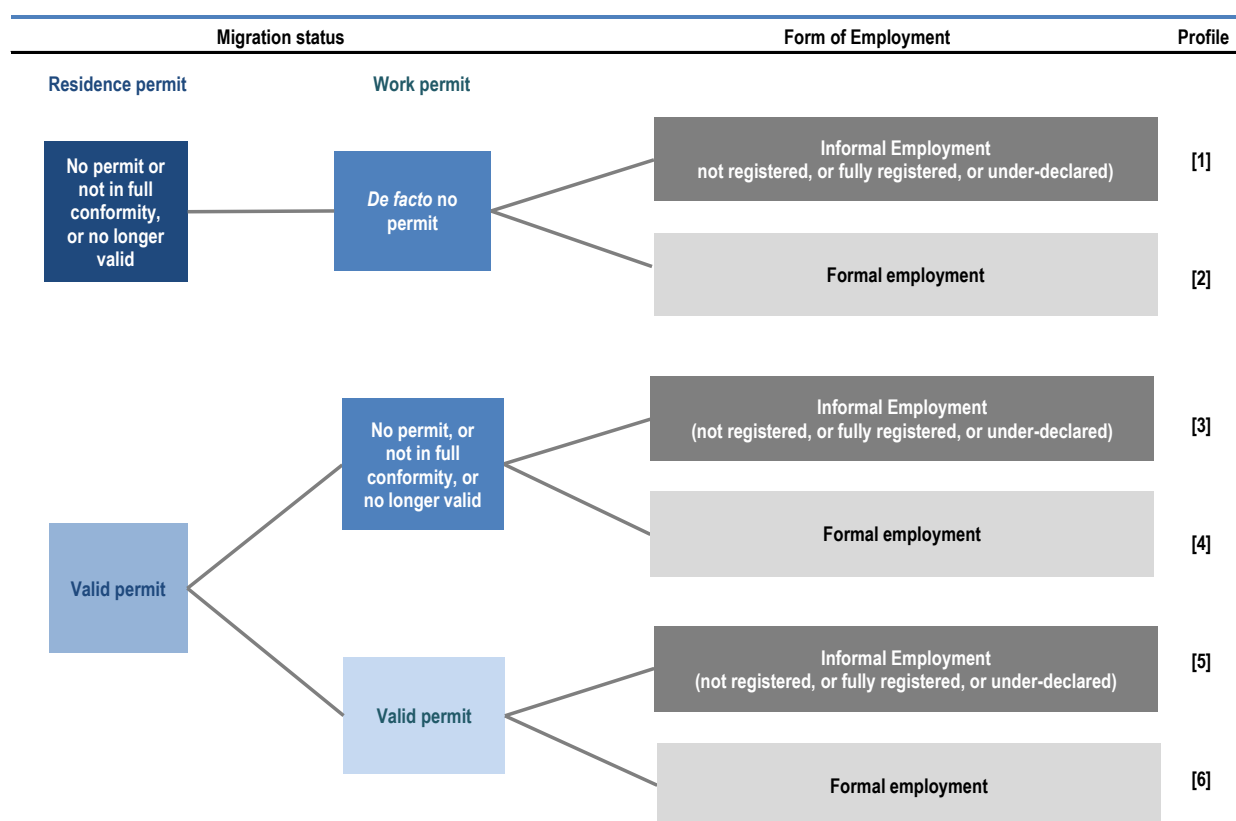 Migration status
Form of Employment
Profile
Residence permit
Work permit
No permit or
not in full
conformity,
or no longer
valid
De facto no
permit
Informal Employment
not registered, or fully registered, or under-declared)
[1]
Formal employment
[2]
Valid permit
No permit, or
not in full
conformity, or
no longer valid
Informal Employment
(not registered, or fully registered, or under-declared)
[3]
Formal employment
[4]
Valid permit
Informal Employment
(not registered, or fully registered, or under-declared)
[5]
Formal employment
[6]